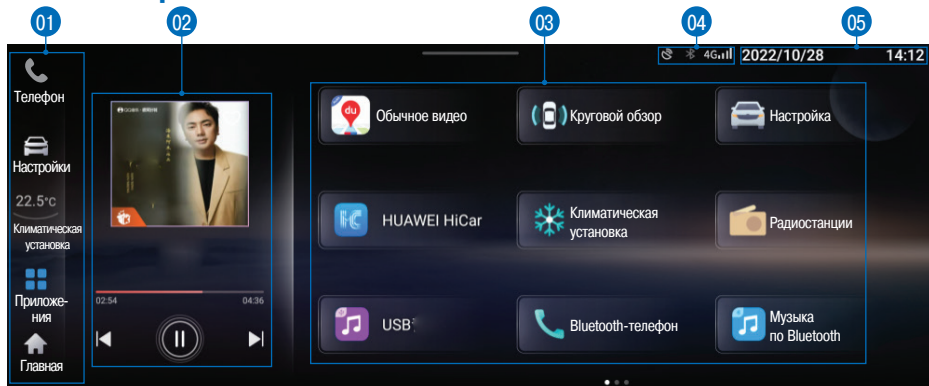 01
02
03
04
05
4G
2022/10/28
14:12
Телефон
Настройки
22.5°C
Климатическая
установка
Приложе-
ния
Главная
02:54
04:36
du
Обычное видео
Круговой обзор
Настройка
HUAWEI HiCar
Климатическая
установка
Радиостанции
USB
Bluetooth-телефон
Музыка
по Bluetooth